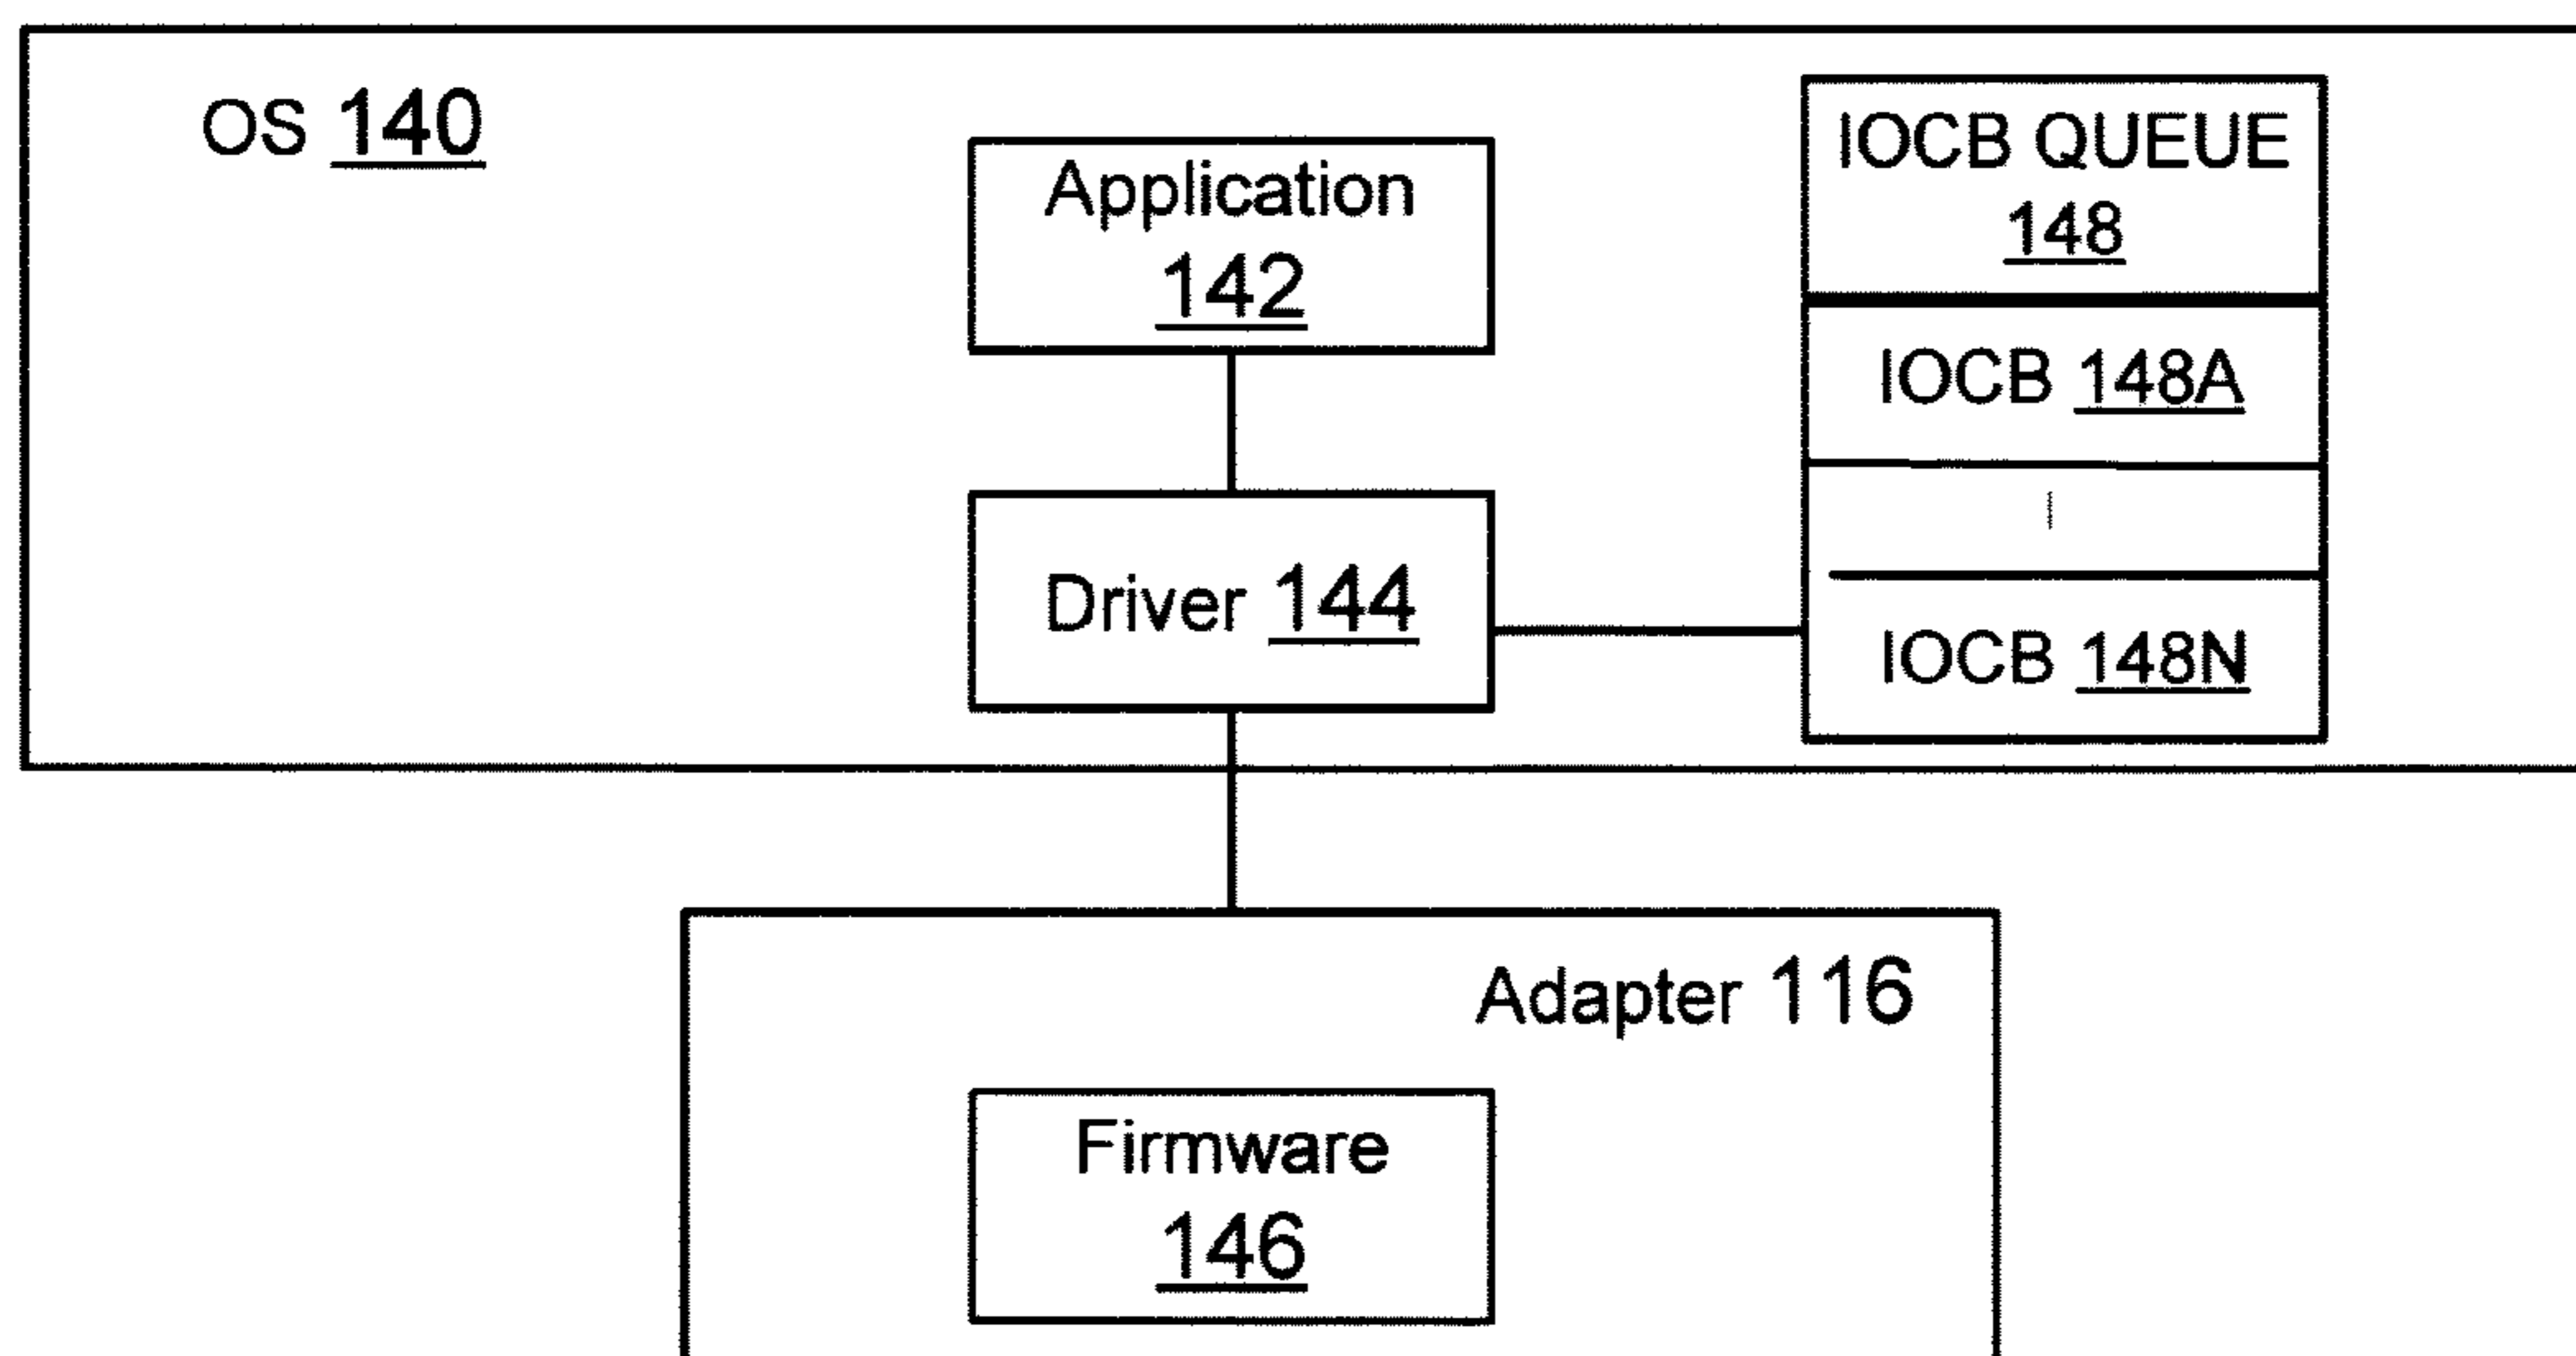 OS 140
Application
142
IOCB QUEUE
148
IOCB 148A
Driver 144
IOCB 148N
Adapter 116
Firmware
146